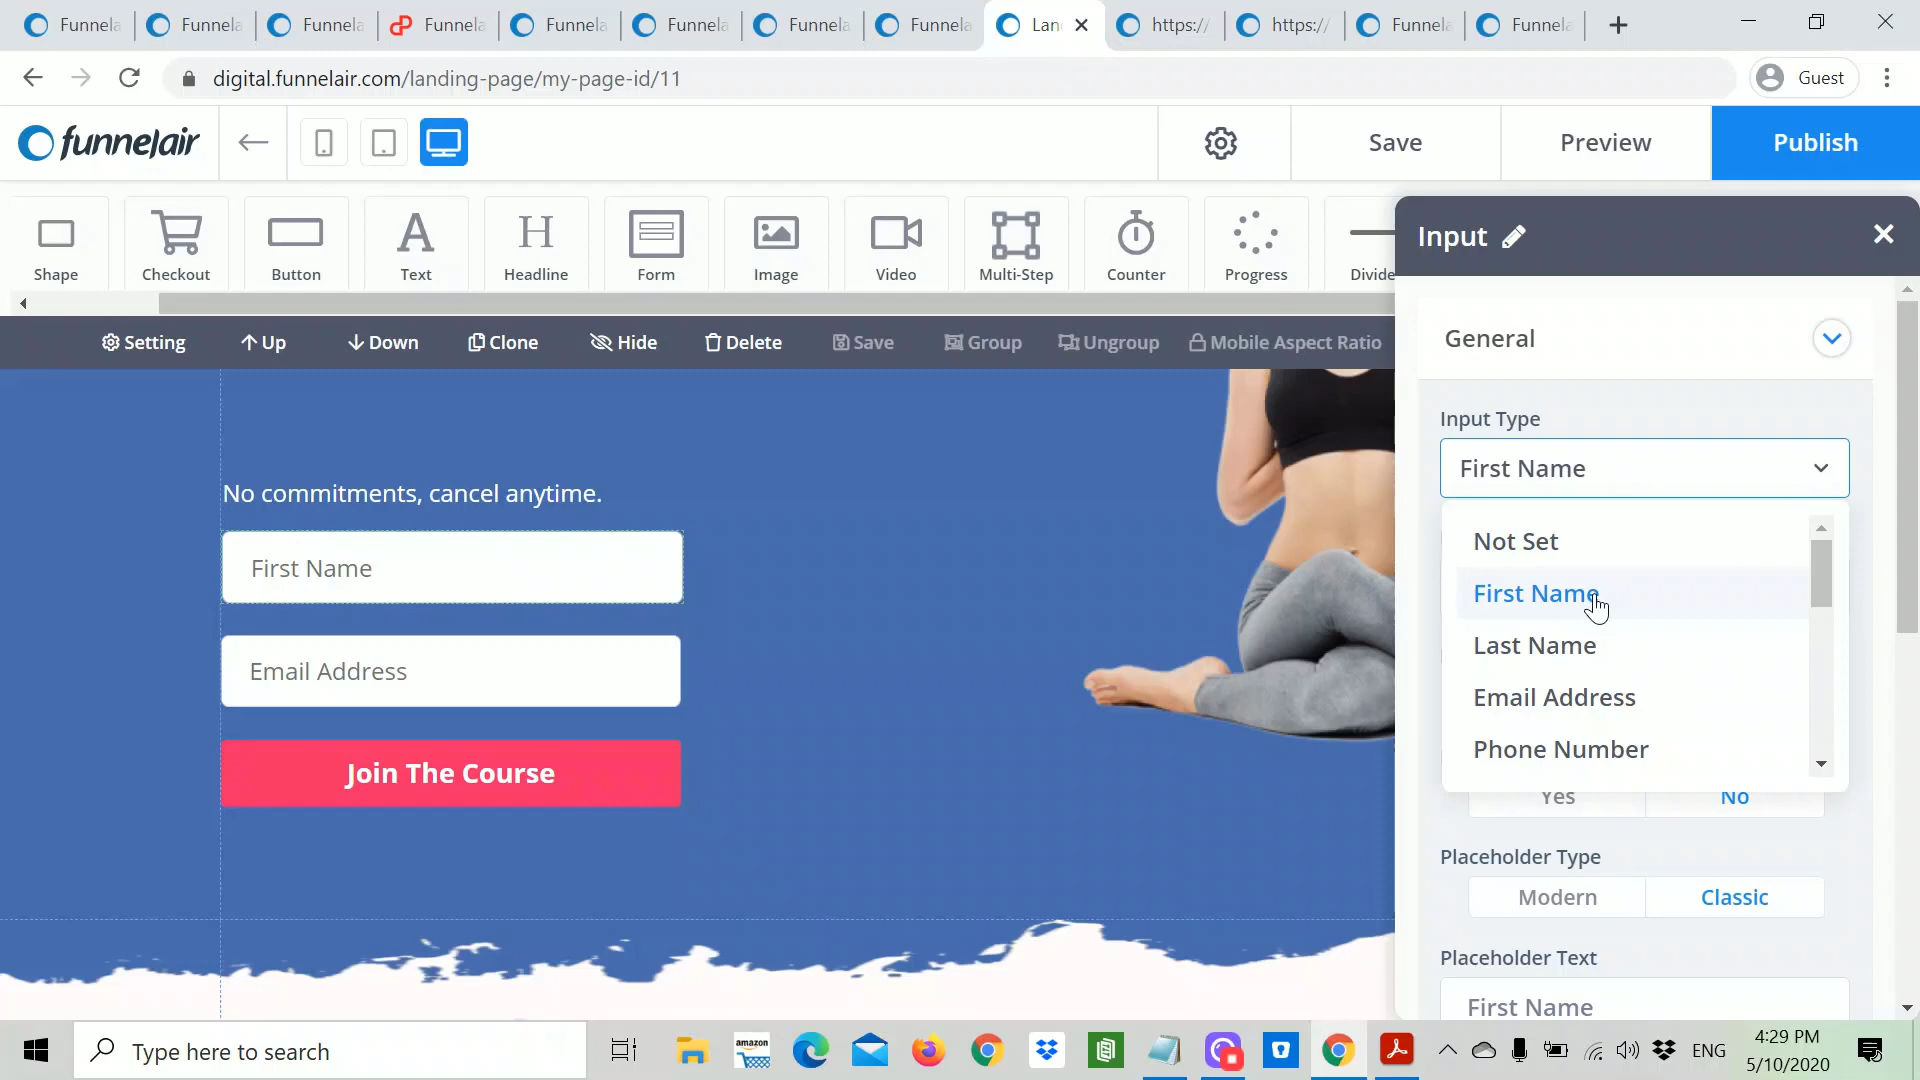 Funnela Funnela Funnela Funnela Funnela Funnela Funnela Funnela Lan https:/ https:/ Funnela Funnela
digital.funnelair.com/landing-page/my-page-id/11 Guest
funnelair Save Preview Publish
Shape Checkout Button Text Headline Form Image Video Multi-Step Counter Progress Divide
Input
Setting Up Down Clone Hide Delete Save Group Ungroup Mobile Aspect Ratio
General
Input Type
First Name
No commitments, cancel anytime.
First Name
Email Address
Join The Course
Not Set
First Name
Last Name
Email Address
Phone Number
Yes No
Placeholder Type
Modern Classic
Placeholder Text
First Name
Type here to search
amazon
ENG
4:29 PM
5/10/2020